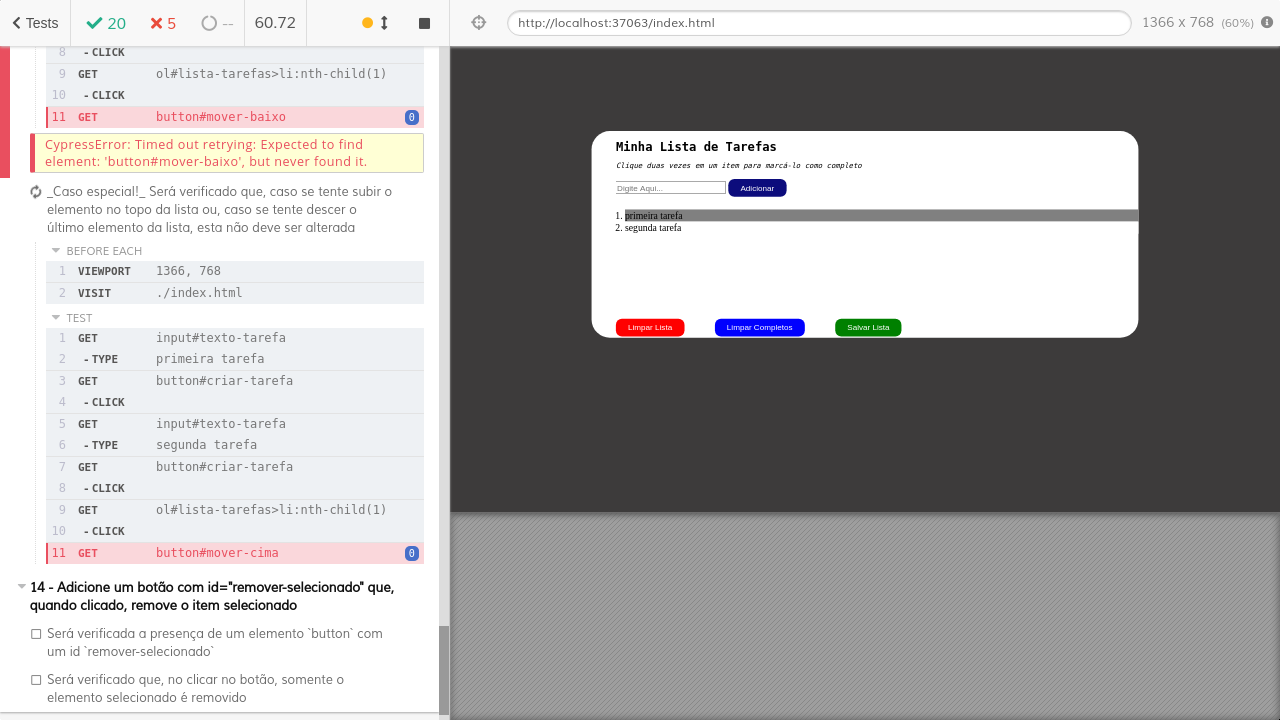 Tests 20 5 -- 60.72
8 - CLICK
9 GET ol#lista-tarefas>li:nth-child(1)
10 - CLICK
11 GET button#mover-baixo 0
CypressError: Timed out retrying: Expected to find
element: 'button#mover-baixo', but never found it.
_Caso especial!_ Será verificado que, caso se tente subir o
elemento no topo da lista ou, caso se tente descer o
último elemento da lista, esta não deve ser alterada
BEFORE EACH
1 VIEWPORT 1366, 768
2 VISIT ./index.html
TEST
1 GET input#texto-tarefa
2 - TYPE primeira tarefa
3 GET button#criar-tarefa
4 - CLICK
5 GET input#texto-tarefa
6 - TYPE segunda tarefa
7 GET button#criar-tarefa
8 - CLICK
9 GET ol#lista-tarefas>li:nth-child(1)
10 - CLICK
11 GET button#mover-cima 0
14 - Adicione um botão com id="remover-selecionado" que,
quando clicado, remove o item selecionado
Será verificada a presença de um elemento `button` com
um id `remover-selecionado`
Será verificado que, no clicar no botão, somente o
elemento selecionado é removido
http://localhost:37063/index.html 1366 x 768 (60%)
Minha Lista de Tarefas
Clique duas vezes em um item para marcá-lo como completo
Digite Aqui... Adicionar
1. primeira tarefa
2. segunda tarefa
Limpar Lista Limpar Completos Salvar Lista